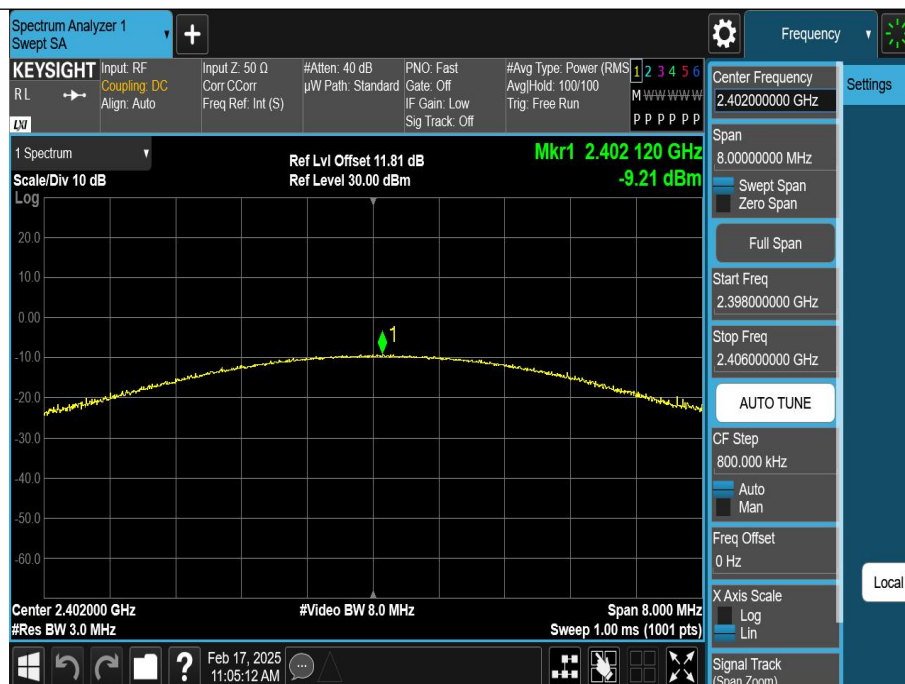 Spectrum Analyzer 1
Swept SA
+
Frequency
KEYSIGHT
RL
LXI
Input: RF
Coupling: DC
Align: Auto
Input Z: 50 Ω
Corr CCorr
Freq Ref: Int (S)
#Atten: 40 dB
µW Path: Standard
PNO: Fast
Gate: Off
IF Gain: Low
Sig Track: Off
#Avg Type: Power (RMS
Avg|Hold: 100/100
Trig: Free Run
1 2 3 4 5 6
M W W W W W
P P P P P P
1 Spectrum
Scale/Div 10 dB
Log
Ref Lvl Offset 11.81 dB
Ref Level 30.00 dBm
Mkr1 2.402 120 GHz
-9.21 dBm
20.0
10.0
0.00
-10.0
-20.0
-30.0
-40.0
-50.0
-60.0
1
Center 2.402000 GHz
#Res BW 3.0 MHz
#Video BW 8.0 MHz
Span 8.000 MHz
Sweep 1.00 ms (1001 pts)
?
Feb 17, 2025
11:05:12 AM
Center Frequency
2.402000000 GHz
Settings
Span
8.00000000 MHz
Swept Span
Zero Span
Full Span
Start Freq
2.398000000 GHz
Stop Freq
2.406000000 GHz
AUTO TUNE
CF Step
800.000 kHz
Auto
Man
Freq Offset
0 Hz
Local
X Axis Scale
Log
Lin
Signal Track
(Span Zoom)